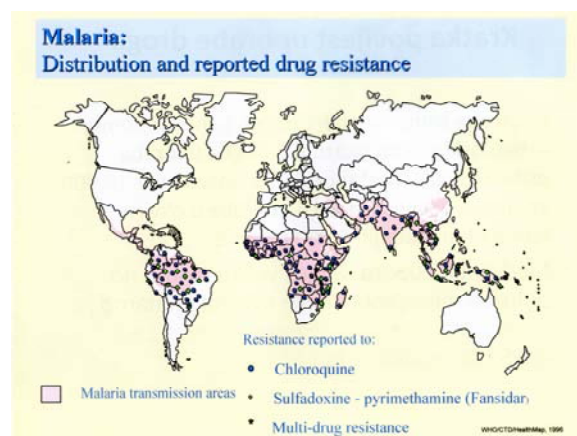 Malaria:
Distribution and reported drug resistance
Resistance reported to:
Chloroquine
Malaria transmission areas
Sulfadoxine - pyrimethamine (Fansidar)
Multi-drug resistance
WHO/CTD/HealthMap, 1996